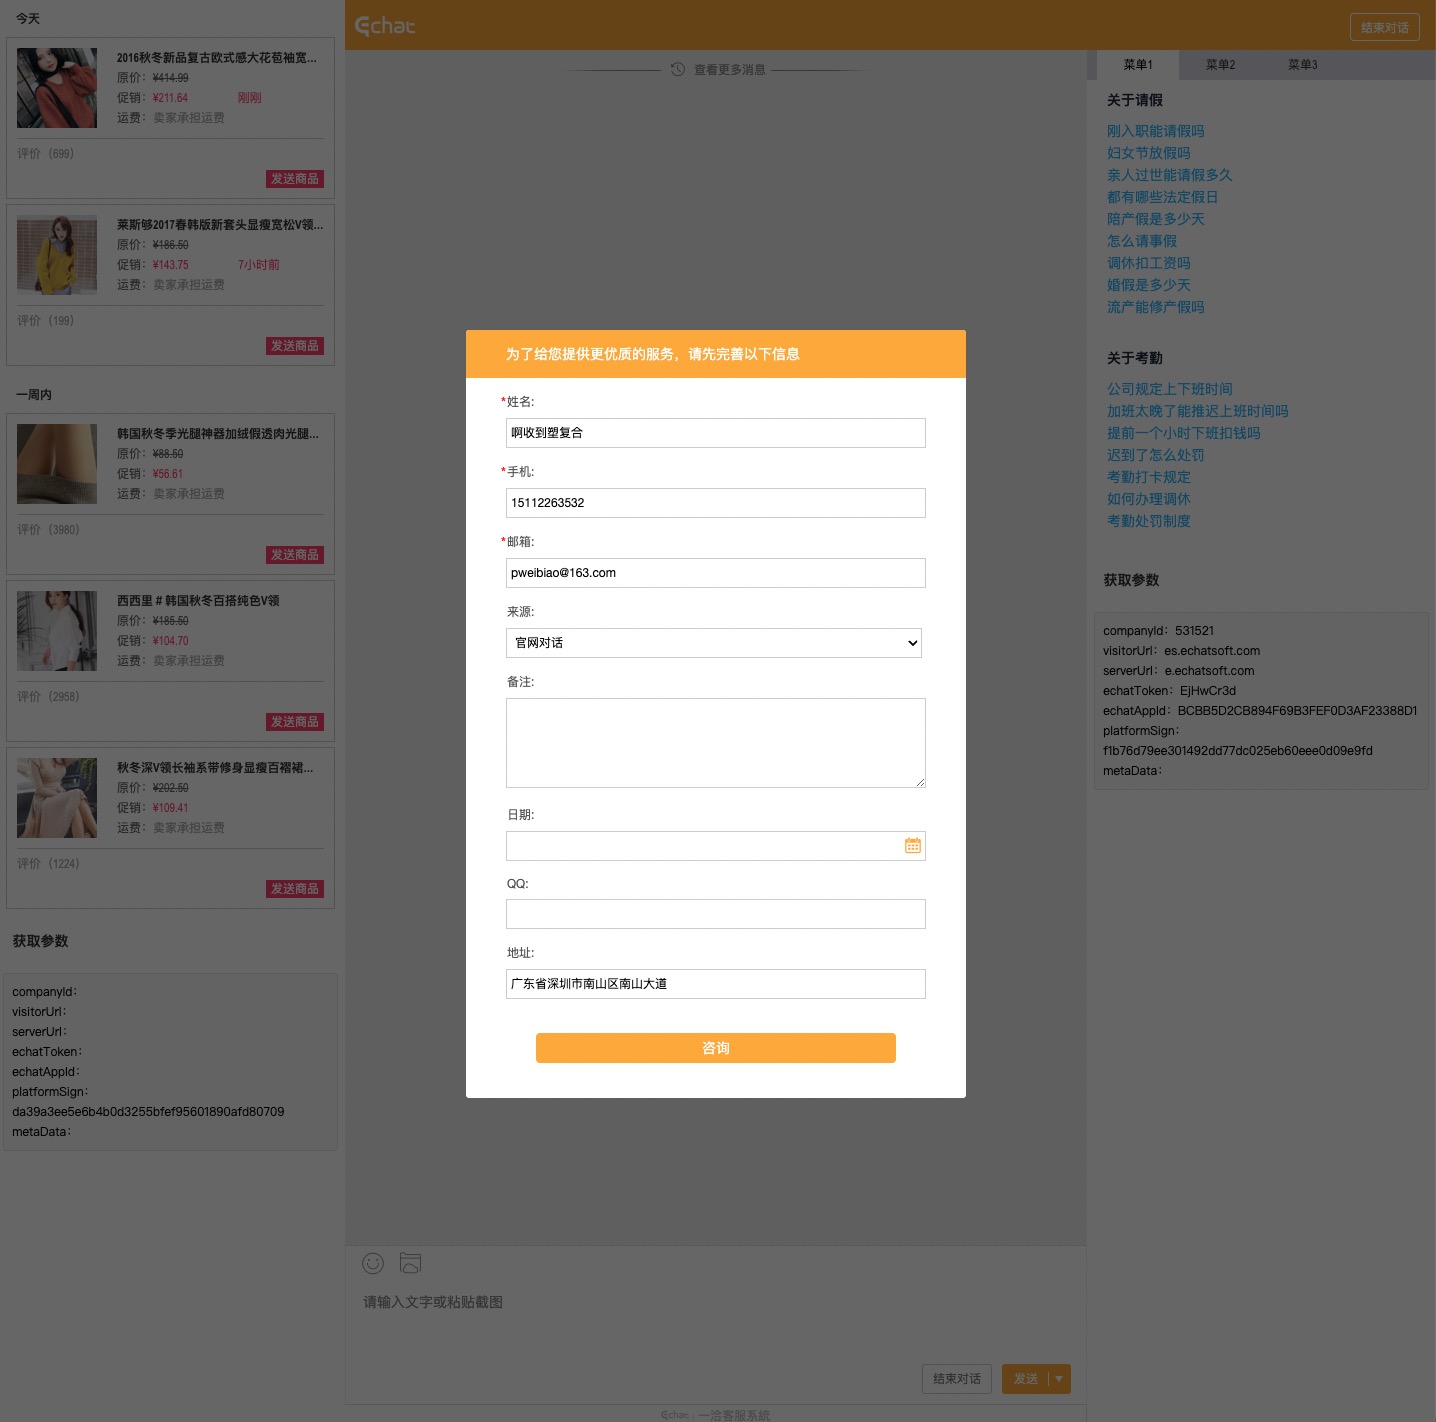 今天
2016秋冬新品复古欧式感大花苞袖宽...
原价：¥414.99
促销：¥211.64 刚刚
运费：卖家承担运费
评价（699）
发送商品
莱斯够2017春韩版新套头显瘦宽松V领...
原价：¥186.50
促销：¥143.75 7小时前
运费：卖家承担运费
评价（199）
发送商品
一周内
韩国秋冬季光腿神器加绒假透肉光腿...
原价：¥88.50
促销：¥56.61
运费：卖家承担运费
评价（3980）
发送商品
西西里 # 韩国秋冬百搭纯色V领
原价：¥185.50
促销：¥104.70
运费：卖家承担运费
评价（2958）
发送商品
秋冬深V领长袖系带修身显瘦百褶裙...
原价：¥202.50
促销：¥109.41
运费：卖家承担运费
评价（1224）
发送商品
获取参数
companyId：
visitorUrl：
serverUrl：
echatToken：
echatAppId：
platformSign：
da39a3ee5e6b4b0d3255bfef95601890afd80709
metaData：
Echat
结束对话
查看更多消息
为了给您提供更优质的服务，请先完善以下信息
*姓名:
啊收到塑复合
*手机:
15112263532
*邮箱:
pweibiao@163.com
来源:
官网对话
备注:
日期:
QQ:
地址:
广东省深圳市南山区南山大道
咨询
请输入文字或粘贴截图
结束对话
发送
Echat | 一洽客服系统
菜单1 菜单2 菜单3
关于请假
刚入职能请假吗
妇女节放假吗
亲人过世能请假多久
都有哪些法定假日
陪产假是多少天
怎么请事假
调休扣工资吗
婚假是多少天
流产能修产假吗
关于考勤
公司规定上下班时间
加班太晚了能推迟上班时间吗
提前一个小时下班扣钱吗
迟到了怎么处罚
考勤打卡规定
如何办理调休
考勤处罚制度
获取参数
companyId：531521
visitorUrl：es.echatsoft.com
serverUrl：e.echatsoft.com
echatToken：EjHwCr3d
echatAppId：BCBB5D2CB894F69B3FEF0D3AF23388D1
platformSign：
f1b76d79ee301492dd77dc025eb60eee0d09e9fd
metaData：